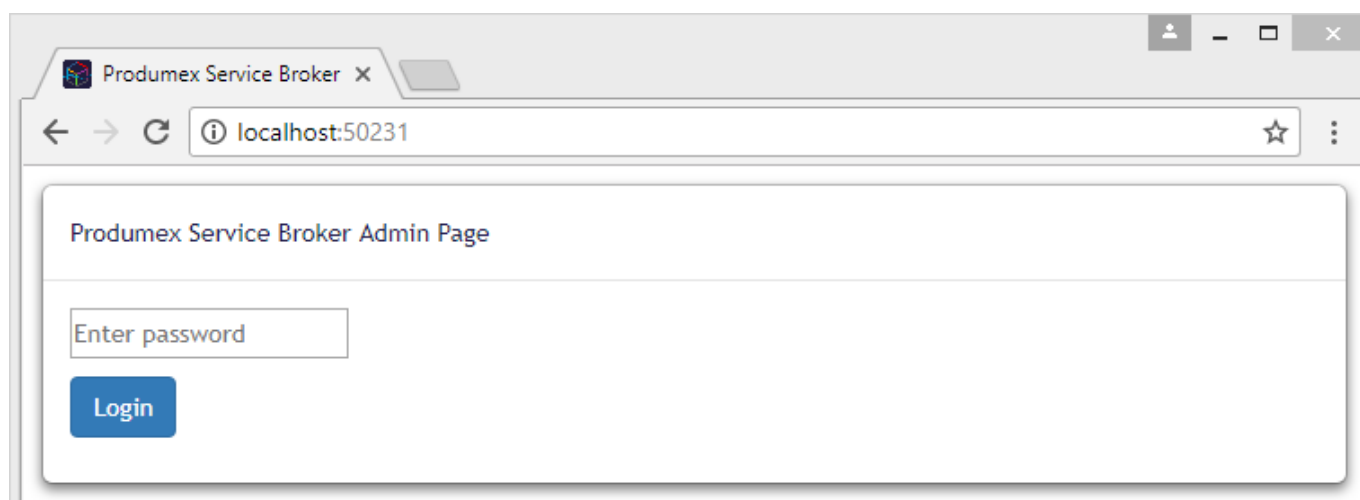 Produmex Service Broker
localhost:50231
Produmex Service Broker Admin Page
Enter password
Login